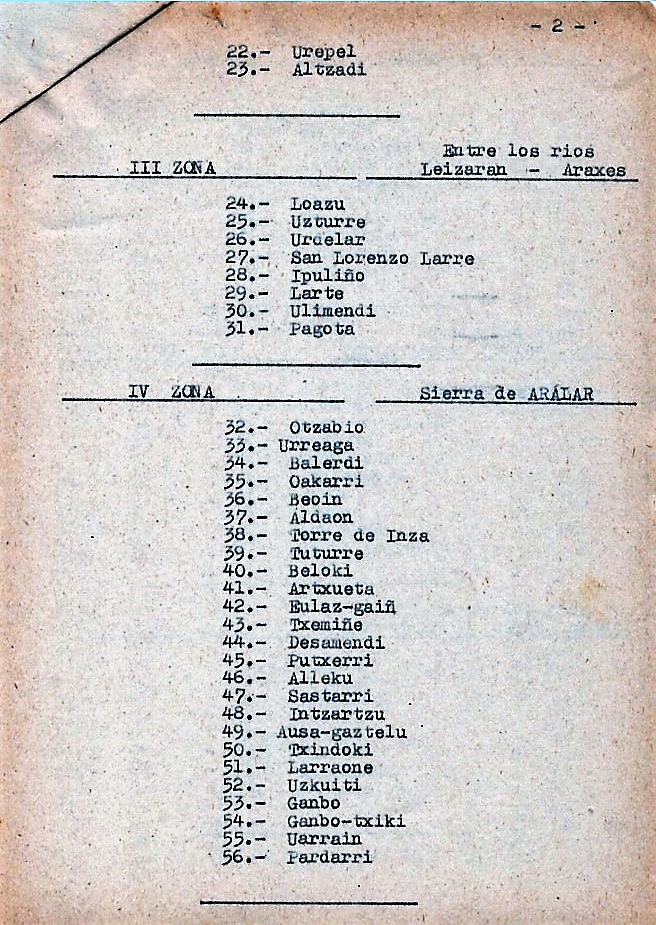 - 2 -
22.- Urepel
23.- Altzadi
III ZONA
Entre los rios
Leizaran - Araxes
24.- Loazu
25.- Uzturre
26.- Urdelar
27.- San Lorenzo Larre
28.- Ipuliño
29.- Larte
30.- Ulimendi
31.- Pagota
IV ZONA Sierra de ARÁLAR
32.- Otzabio
33.- Urreaga
34.- Balerdi
35.- Oakarri
36.- Beoin
37.- Aldaon
38.- Torre de Inza
39.- Tuturre
40.- Beloki
41.- Artxueta
42.- Eulaz-gaiñ
43.- Txemiñe
44.- Desamendi
45.- Putxerri
46.- Alleku
47.- Sastarri
48.- Intzartzu
49.- Ausa-gaztelu
50.- Txindoki
51.- Larraone
52.- Uzkuiti
53.- Ganbo
54.- Ganbo-txiki
55.- Uarrain
56.- Pardarri